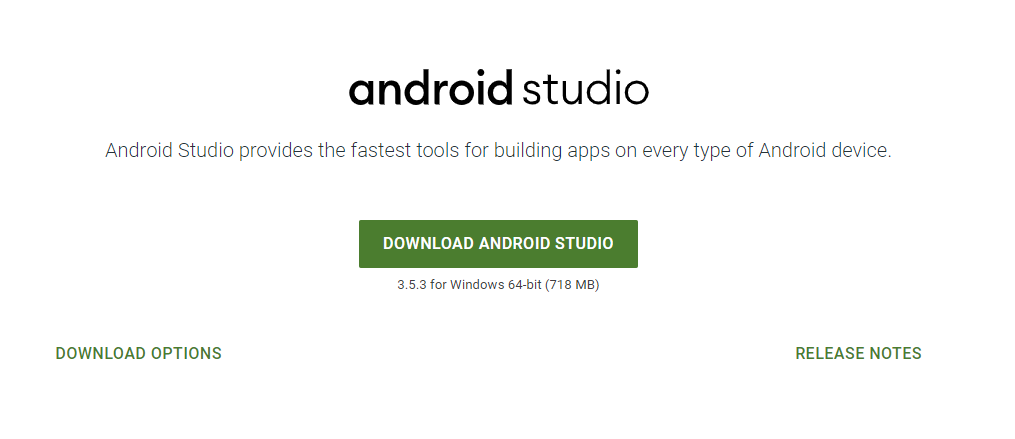 android studio
Android Studio provides the fastest tools for building apps on every type of Android device.
DOWNLOAD ANDROID STUDIO
3.5.3 for Windows 64-bit (718 MB)
DOWNLOAD OPTIONS
RELEASE NOTES